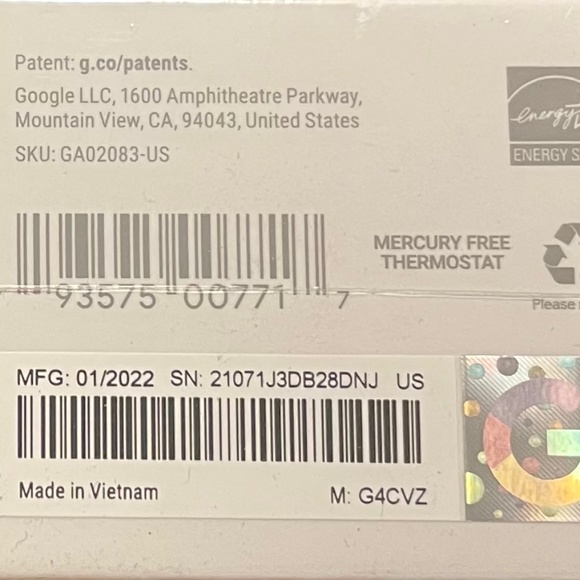 Patent: g.co/patents.
Google LLC, 1600 Amphitheatre Parkway,
Mountain View, CA, 94043, United States
SKU: GA02083-US
energy
ENERGY S
MERCURY FREE
THERMOSTAT
93575 00771 7
Please
MFG: 01/2022 SN: 21071J3DB28DNJ US
G
Made in Vietnam M: G4CVZ